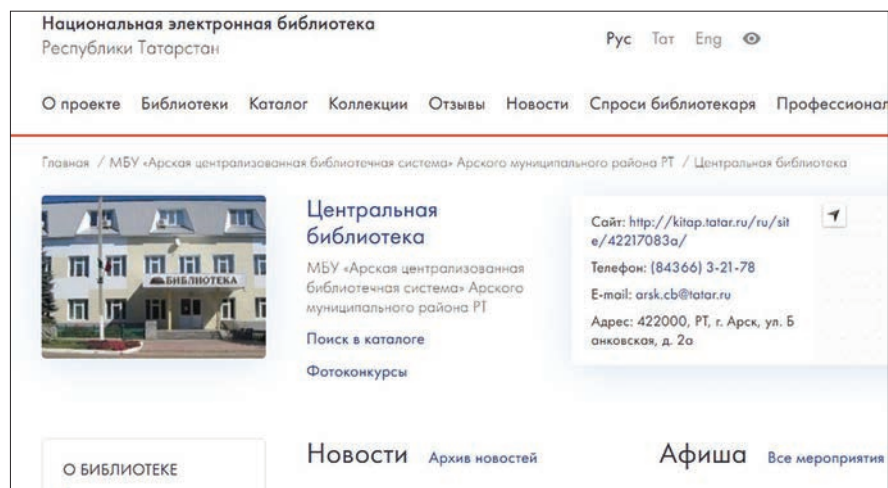 Национальная электронная библиотека
Республики Татарстан
Рус Тат Eng
О проекте Библиотеки Каталог Коллекции Отзывы Новости Спроси библиотекаря Профессионал
Главная / МБУ «Арская централизованная библиотечная система» Арского муниципального района РТ / Центральная библиотека
БИБЛИОТЕКА
Центральная
библиотека
МБУ «Арская централизованная
библиотечная система» Арского
муниципального района РТ
Поиск в каталоге
Фотоконкурсы
Сайт: http://kitap.tatar.ru/ru/sit
e/42217083a/
Телефон: (84366) 3-21-78
E-mail: arsk.cb@tatar.ru
Адрес: 422000, РТ, г. Арск, ул. Б
анковская, д. 2а
О БИБЛИОТЕКЕ
Новости Архив новостей
Афиша Все мероприятия